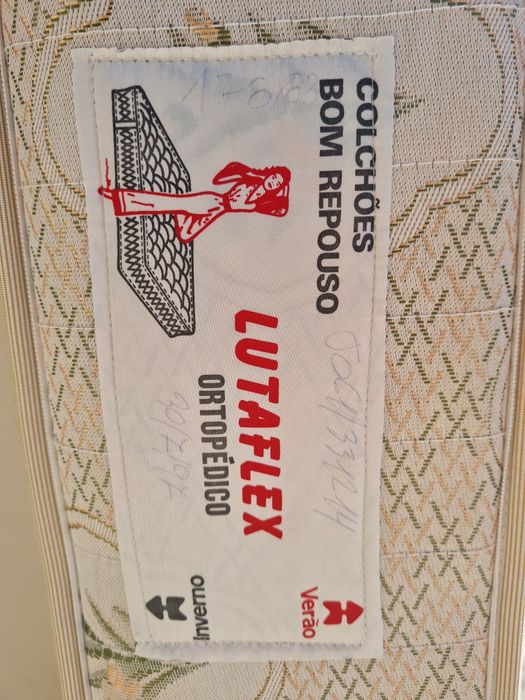 COLCHÕES
BOM REPOUSO
LUTAFLEX
ORTOPÉDICO
Verão
Inverno